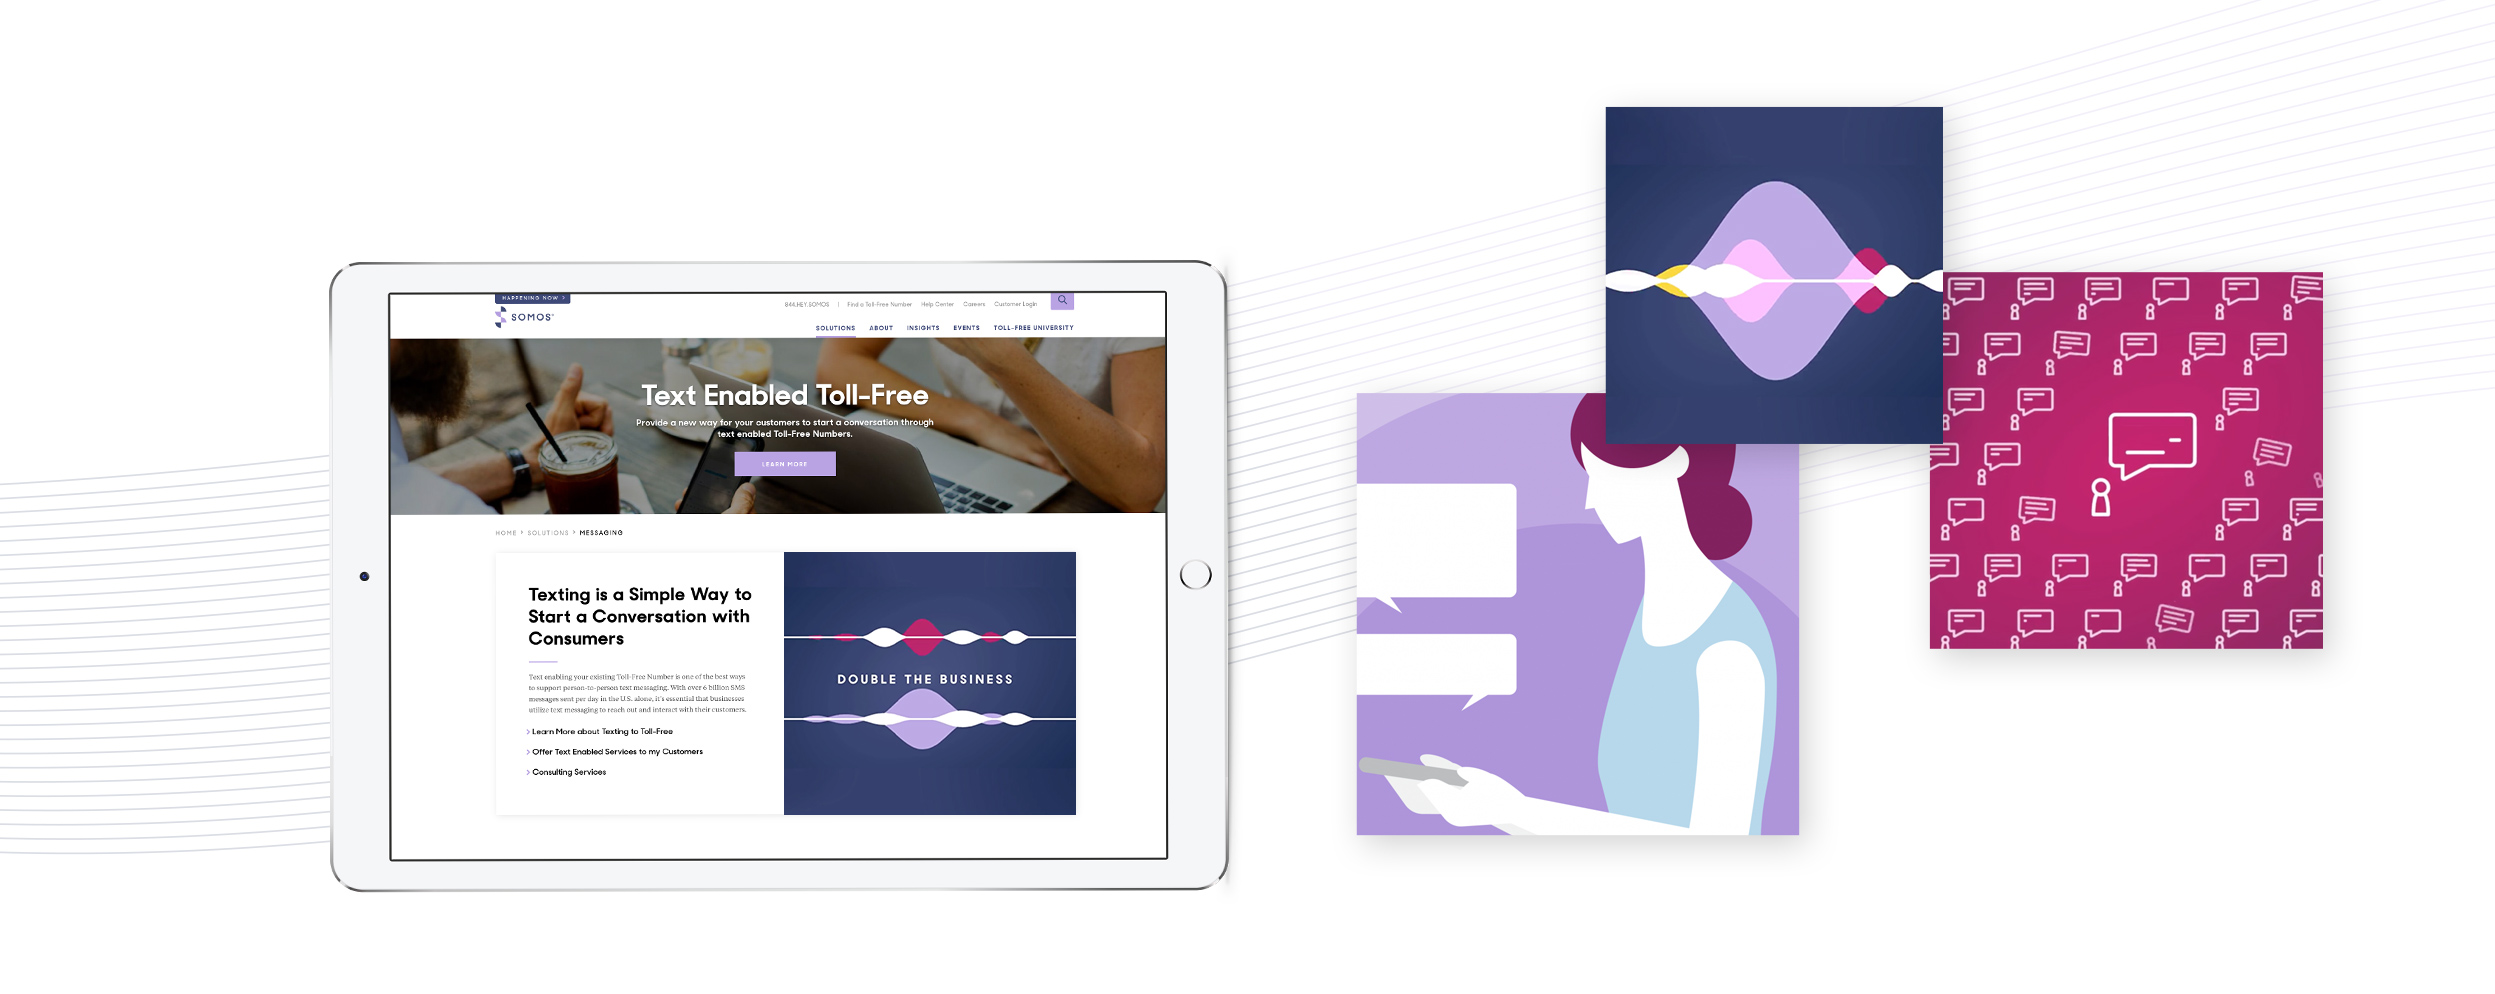 HAPPENING NOW >
SOMOS
844.HEY.SOMOS | Find a Toll-Free Number Help Center Careers Customer Login
SOLUTIONS ABOUT INSIGHTS EVENTS TOLL-FREE UNIVERSITY
Text Enabled Toll-Free
Provide a new way for your customers to start a conversation through
text enabled Toll-Free Numbers.
LEARN MORE
HOME > SOLUTIONS > MESSAGING
Texting is a Simple Way to
Start a Conversation with
Consumers
Text enabling your existing Toll-Free Number is one of the best ways
to support person-to-person text messaging. With over 6 billion SMS
messages sent per day in the U.S. alone, it's essential that businesses
utilize text messaging to reach out and interact with their customers.
> Learn More about Texting to Toll-Free
> Offer Text Enabled Services to my Customers
> Consulting Services
DOUBLE THE BUSINESS